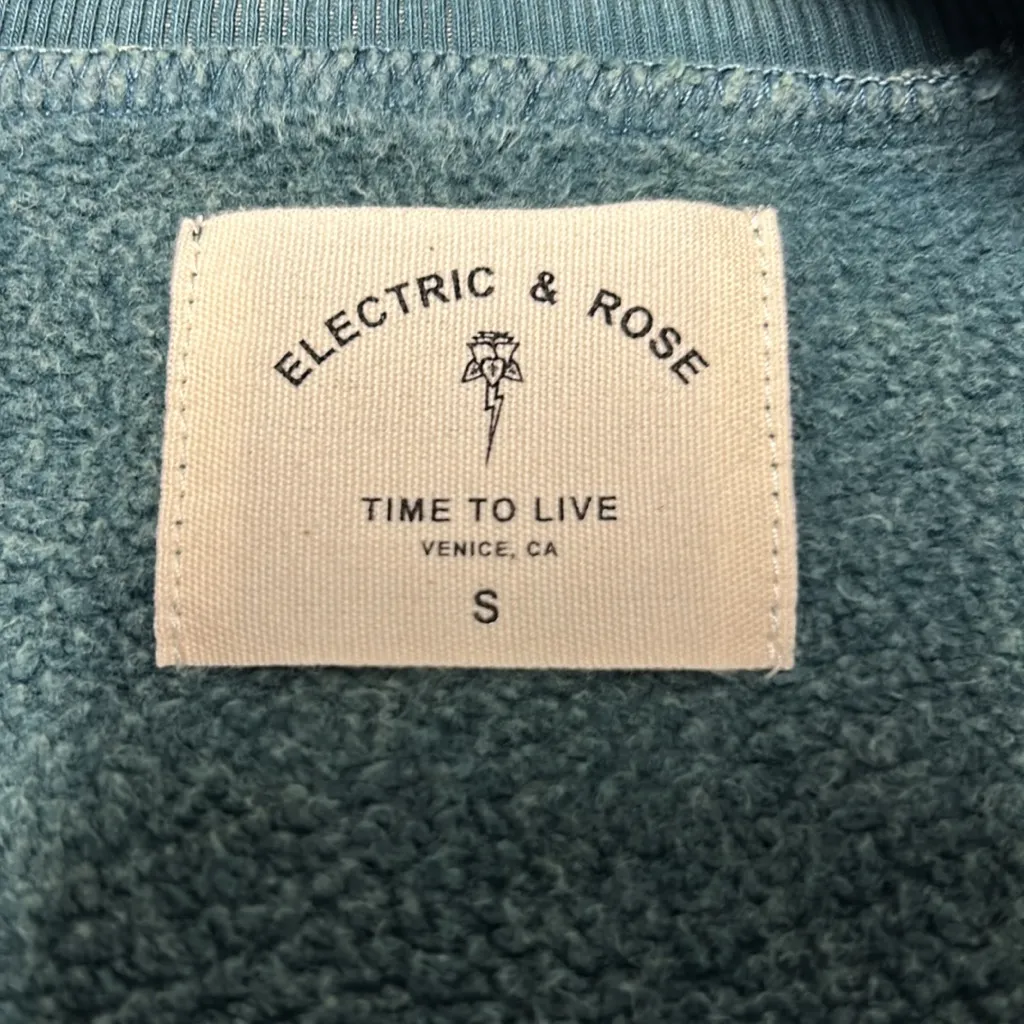 ELECTRIC & ROSE
TIME TO LIVE
VENICE, CA
S